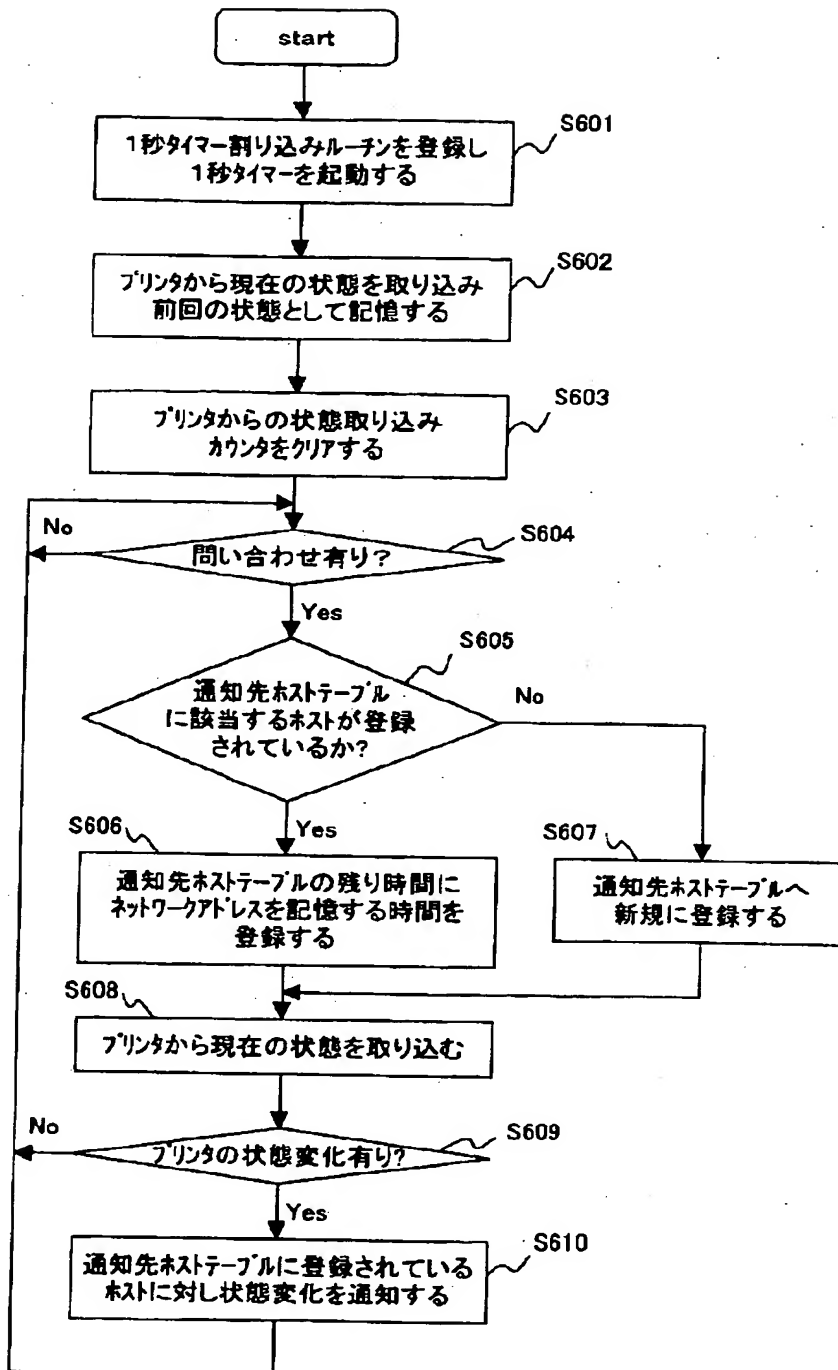 start
S601
1秒タイマー割り込みルーチンを登録し
1秒タイマーを起動する
S602
プリンタから現在の状態を取り込み
前回の状態として記憶する
S603
プリンタからの状態取り込み
カウンタをクリアする
No
S604
問い合わせ有り?
Yes
S605
通知先ホストテーブル
に該当するホストが登録
されているか?
No
Yes
S606
通知先ホストテーブルの残り時間に
ネットワークアドレスを記憶する時間を
登録する
S607
通知先ホストテーブルへ
新規に登録する
S608
プリンタから現在の状態を取り込む
No
S609
プリンタの状態変化有り?
Yes
S610
通知先ホストテーブルに登録されている
ホストに対し状態変化を通知する